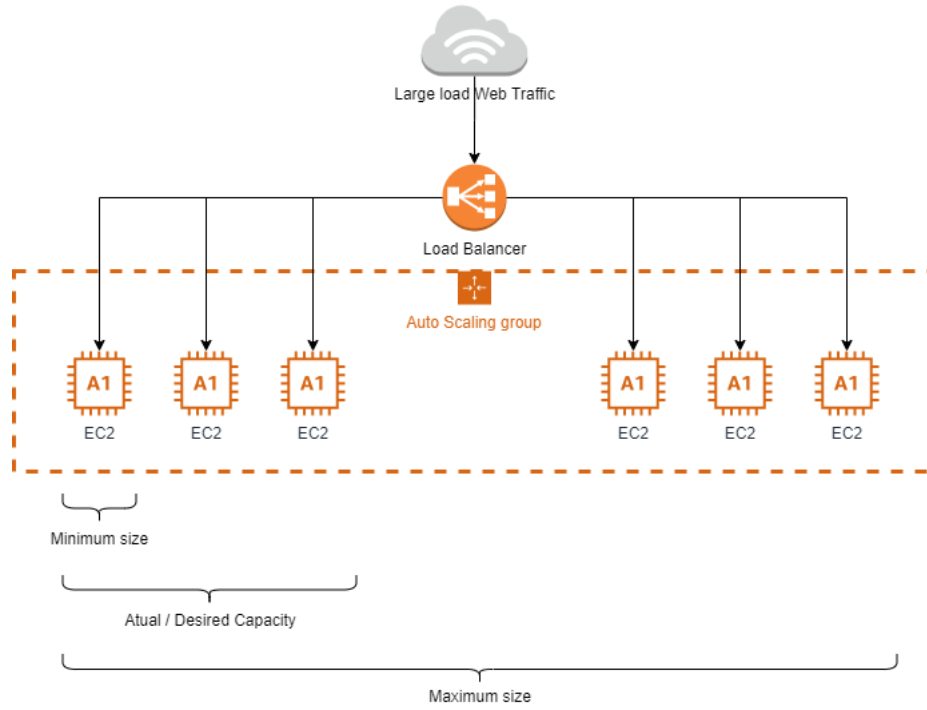 Large load Web Traffic
Load Balancer
Auto Scaling group
A1 A1 A1 A1 A1 A1
EC2 EC2 EC2 EC2 EC2 EC2
Minimum size
Atual / Desired Capacity
Maximum size